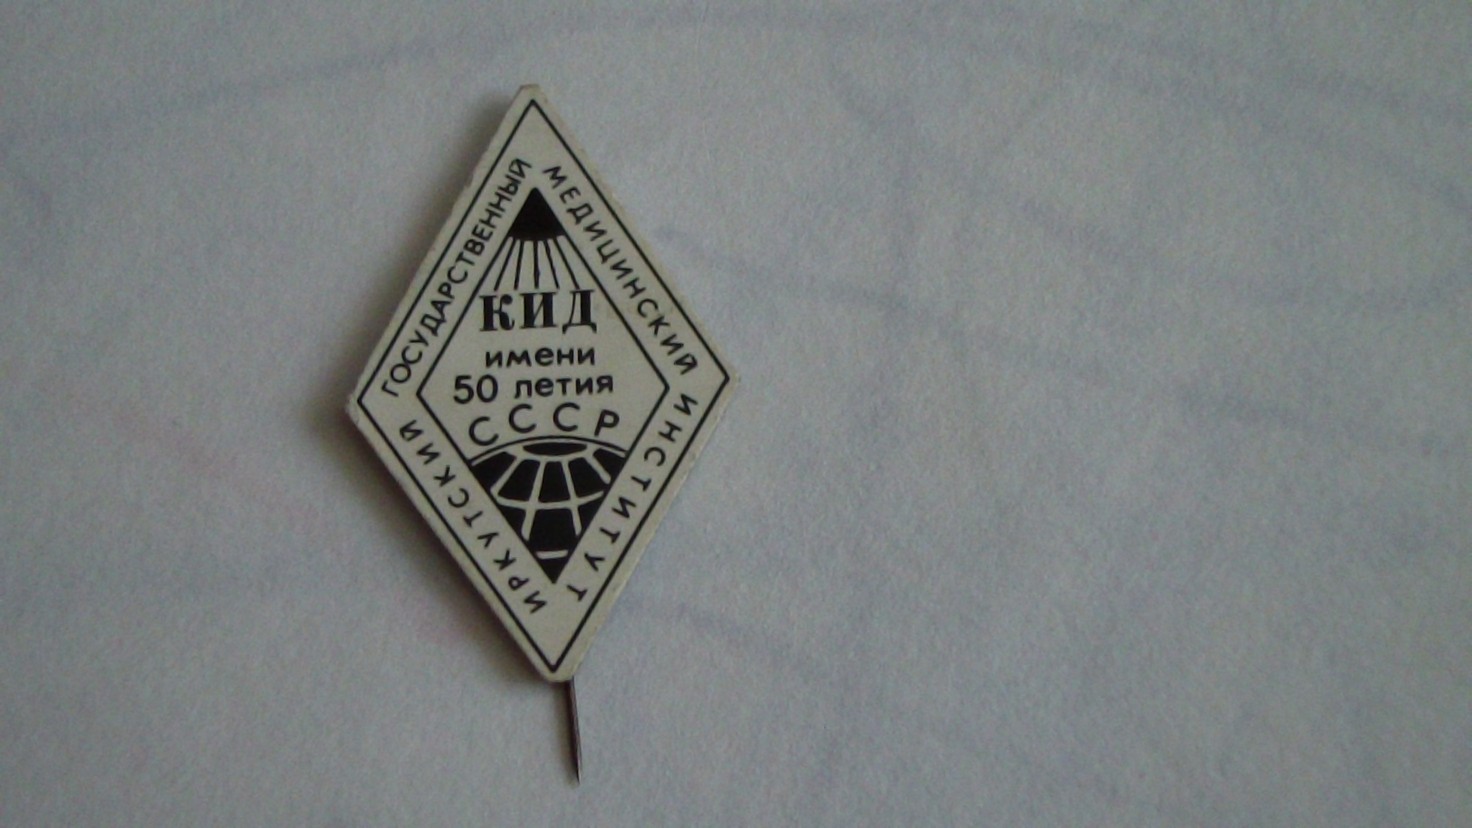 ИРКУТСКИЙ
ГОСУДАРСТВЕННЫЙ
МЕДИЦИНСКИЙ
ИНСТИТУТ
КИД
имени
50 летия
СССР